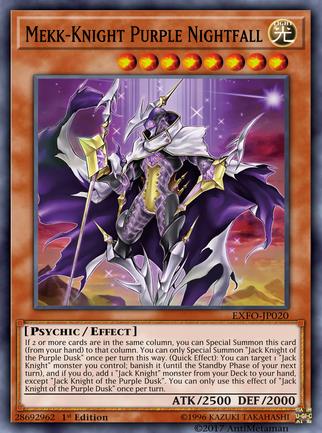 Mekk-Knight Purple Nightfall
LIGHT
光
EXFO-JP020
[Psychic / Effect]
If 2 or more cards are in the same column, you can Special Summon this card
(from your hand) to that column. You can only Special Summon "Jack Knight of
the Purple Dusk" once per turn this way. (Quick Effect): You can target 1 "Jack
Knight" monster you control; banish it (until the Standby Phase of your next
turn), and if you do, add 1 "Jack Knight" monster from your Deck to your hand,
except "Jack Knight of the Purple Dusk". You can only use this effect of "Jack
Knight of the Purple Dusk" once per turn.
ATK/2500 DEF/2000
28692962 1st Edition
©1996 KAZUKI TAKAHASHI
©2017 AntiMetaman